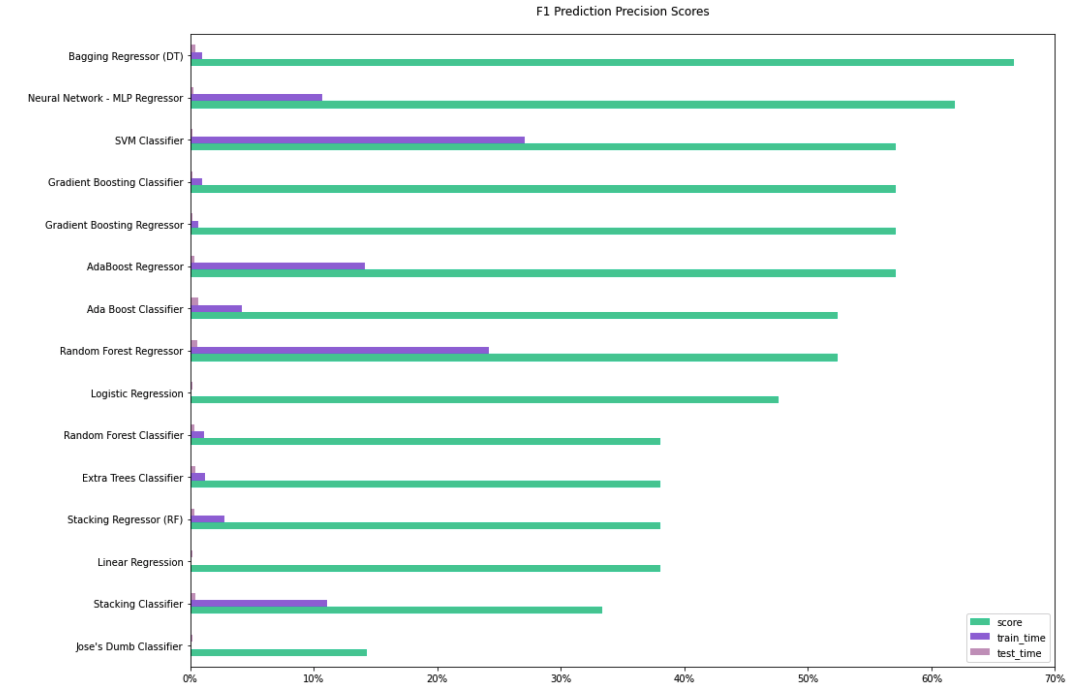 F1 Prediction Precision Scores
Bagging Regressor (DT)
Neural Network - MLP Regressor
SVM Classifier
Gradient Boosting Classifier
Gradient Boosting Regressor
AdaBoost Regressor
Ada Boost Classifier
Random Forest Regressor
Logistic Regression
Random Forest Classifier
Extra Trees Classifier
Stacking Regressor (RF)
Linear Regression
Stacking Classifier
Jose's Dumb Classifier
score
train_time
test_time
0% 10% 20% 30% 40% 50% 60% 70%